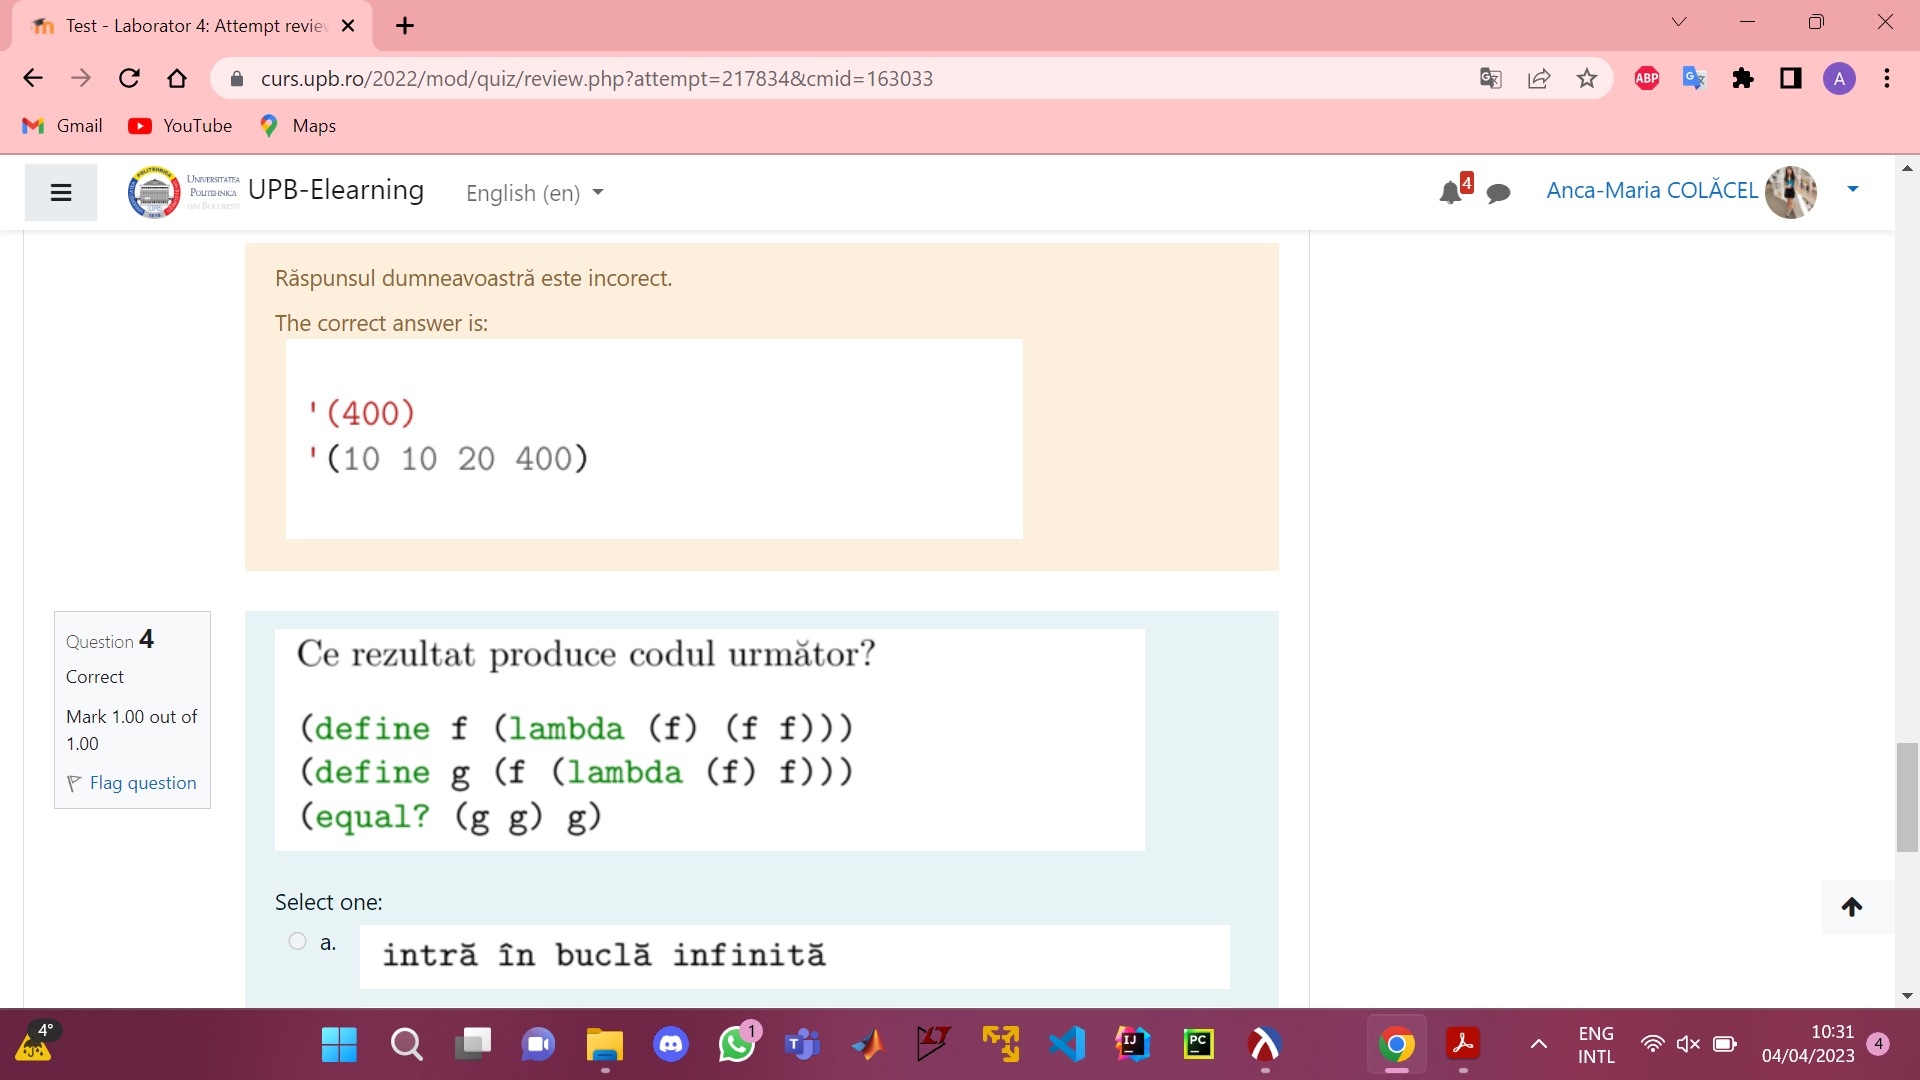 Test - Laborator 4: Attempt revie
curs.upb.ro/2022/mod/quiz/review.php?attempt=217834&cmid=163033
ABP
A
Gmail
YouTube
Maps
UNIVERSITATEA
POLITEHNICA
DIN BUCUREȘTI
UPB-Elearning
English (en)
4
Anca-Maria COLĂCEL
Răspunsul dumneavoastră este incorect.
The correct answer is:
'(400)
'(10 10 20 400)
Question 4
Correct
Mark 1.00 out of
1.00
Flag question
Ce rezultat produce codul următor?
(define f (lambda (f) (f f)))
(define g (f (lambda (f) f)))
(equal? (g g) g)
Select one:
a.
intră în buclă infinită
4°
1
ENG
INTL
10:31
04/04/2023
4